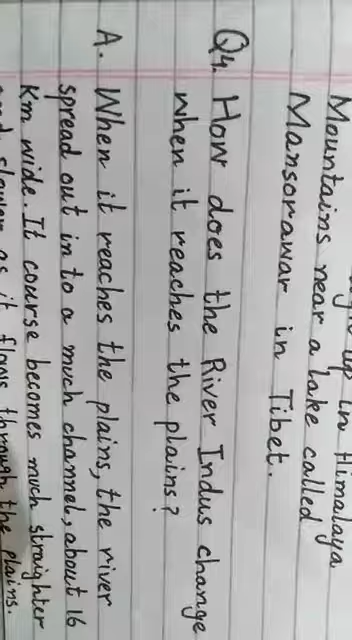 up in Himalaya
Mountains near a lake called
Mansorawar in Tibet.
Q4. How does the River Indus change
when it reaches the plains?
A. When it reaches the plains, the river
spread out in to a much channel, about 16
Km wide. It course becomes much straighter
slower as it flows through the plains.